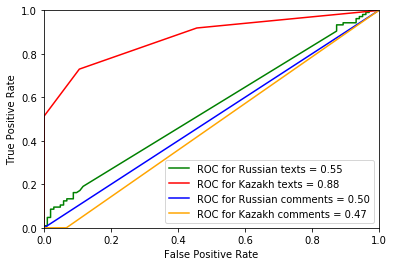 1.0
0.8
0.6
0.4
0.2
0.0
True Positive Rate
ROC for Russian texts = 0.55
ROC for Kazakh texts = 0.88
ROC for Russian comments = 0.50
ROC for Kazakh comments = 0.47
0.0 0.2 0.4 0.6 0.8 1.0
False Positive Rate